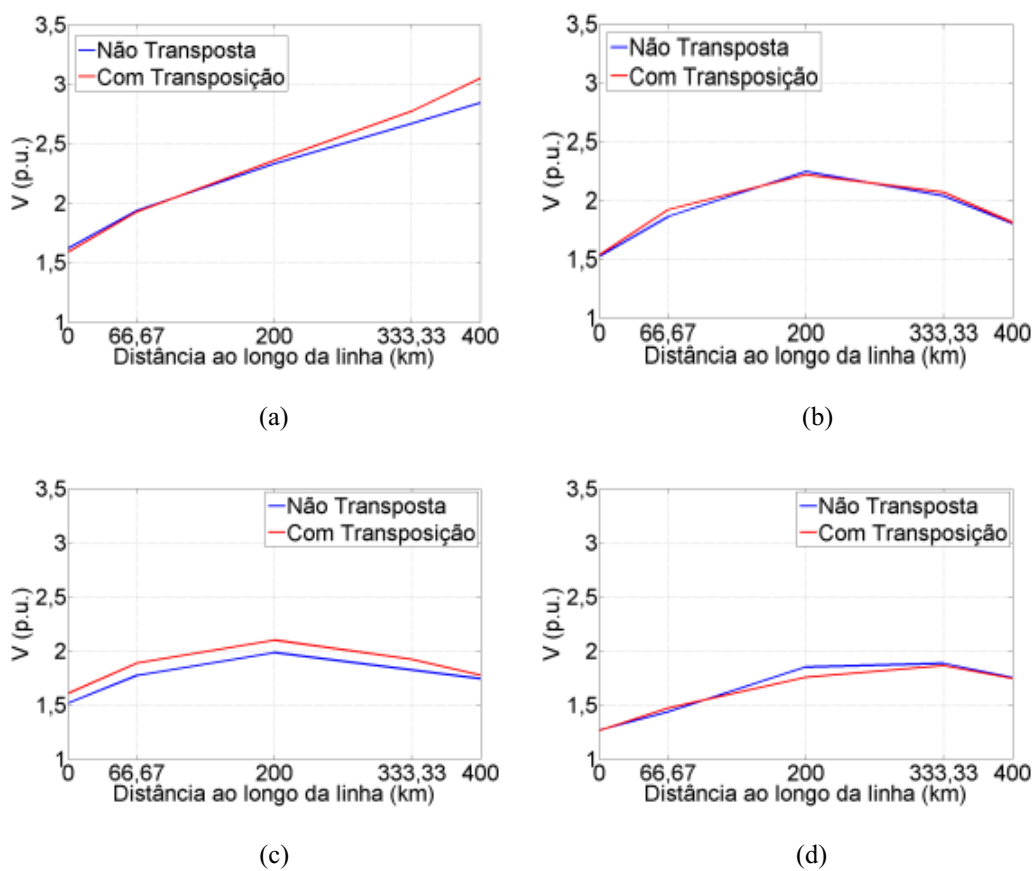 3,5
3
2,5
2
1,5
1
V (p.u.)
Não Transposta
Com Transposição
0 66,67 200 333,33 400
Distância ao longo da linha (km)
(a)
3,5
3
2,5
2
1,5
1
V (p.u.)
Não Transposta
Com Transposição
0 66,67 200 333,33 400
Distância ao longo da linha (km)
(b)
3,5
3
2,5
2
1,5
1
V (p.u.)
Não Transposta
Com Transposição
0 66,67 200 333,33 400
Distância ao longo da linha (km)
(c)
3,5
3
2,5
2
1,5
1
V (p.u.)
Não Transposta
Com Transposição
0 66,67 200 333,33 400
Distância ao longo da linha (km)
(d)